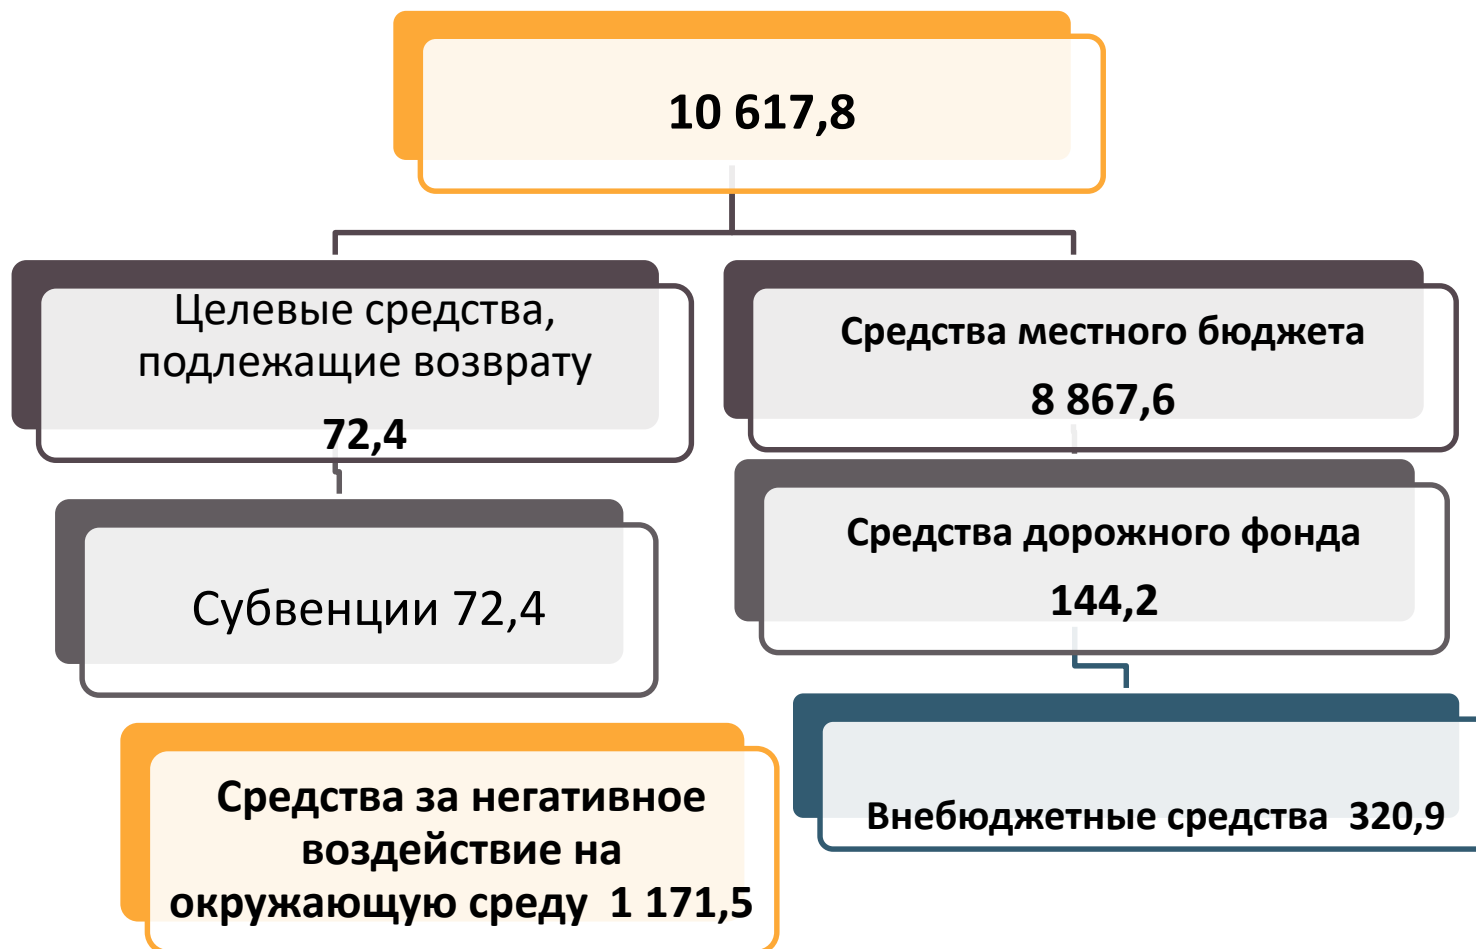 10 617,8
Целевые средства,
подлежащие возврату
72,4
Средства местного бюджета
8 867,6
Субвенции 72,4
Средства дорожного фонда
144,2
Средства за негативное
воздействие на
окружающую среду 1 171,5
Внебюджетные средства 320,9